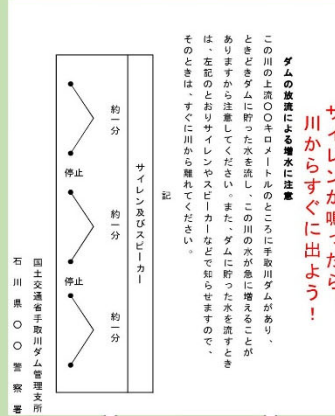 サイレンが鳴ったら
川からすぐに出よう！
ダムの放流による増水に注意
この川の上流〇〇キロメートルのところに手取川ダムがあり、
ときどきダムに貯った水を流し、この川の水が急に増えることが
ありますから注意してください。また、ダムに貯った水を流すとき
は、左記のとおりサイレンやスピーカーなどで知らせますので、
そのときは、すぐに川から離れてください。
記
サイレン及びスピーカー
約一分
停止
約一分
停止
約一分
国土交通省手取川ダム管理支所
石川県〇〇警察署